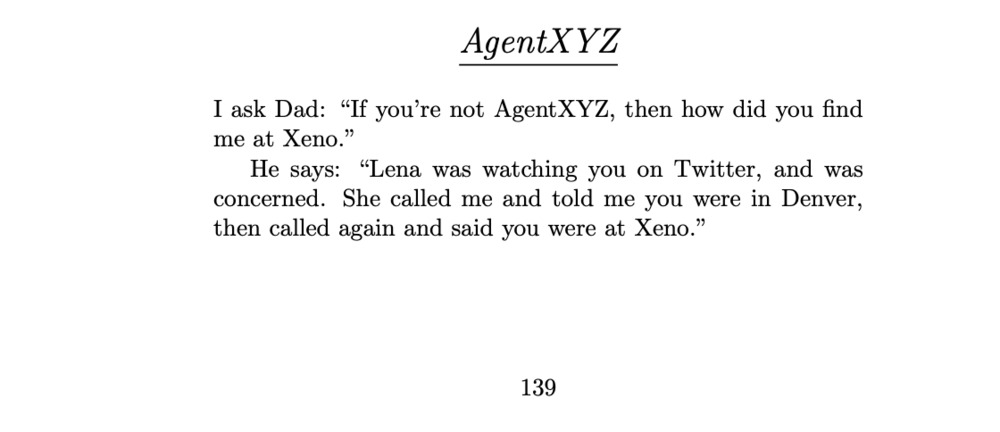 AgentXYZ
I ask Dad: “If you’re not AgentXYZ, then how did you find
me at Xeno.”
He says: “Lena was watching you on Twitter, and was
concerned. She called me and told me you were in Denver,
then called again and said you were at Xeno.”
139